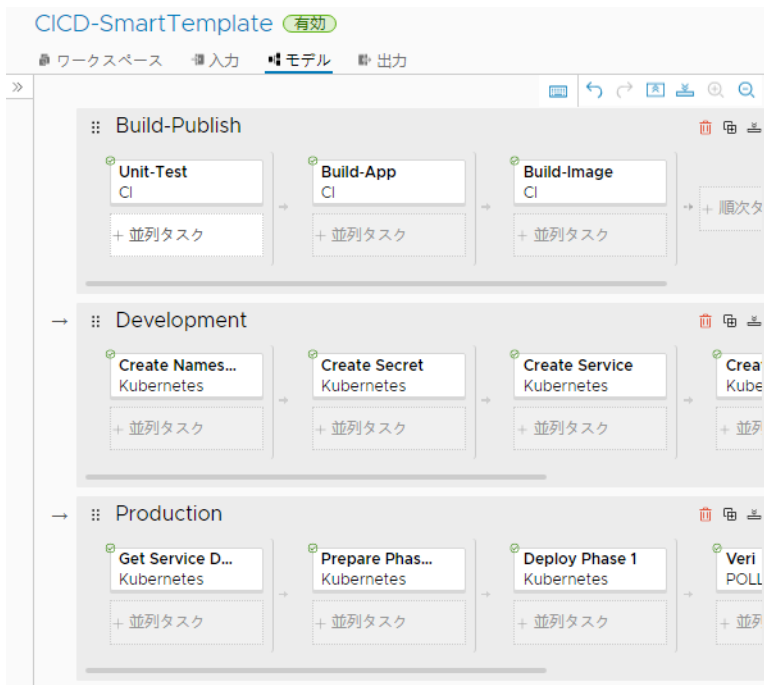 CICD-SmartTemplate 有効
ワークスペース 入力 モデル 出力
Build-Publish
Unit-Test Build-App Build-Image
CI CI CI
+ 並列タスク + 並列タスク + 並列タスク + 順次タ
Development
Create Names... Create Secret Create Service Crea
Kubernetes Kubernetes Kubernetes Kube
+ 並列タスク + 並列タスク + 並列タスク + 並列
Production
Get Service D... Prepare Phas... Deploy Phase 1 Veri
Kubernetes Kubernetes Kubernetes POLL
+ 並列タスク + 並列タスク + 並列タスク + 並列